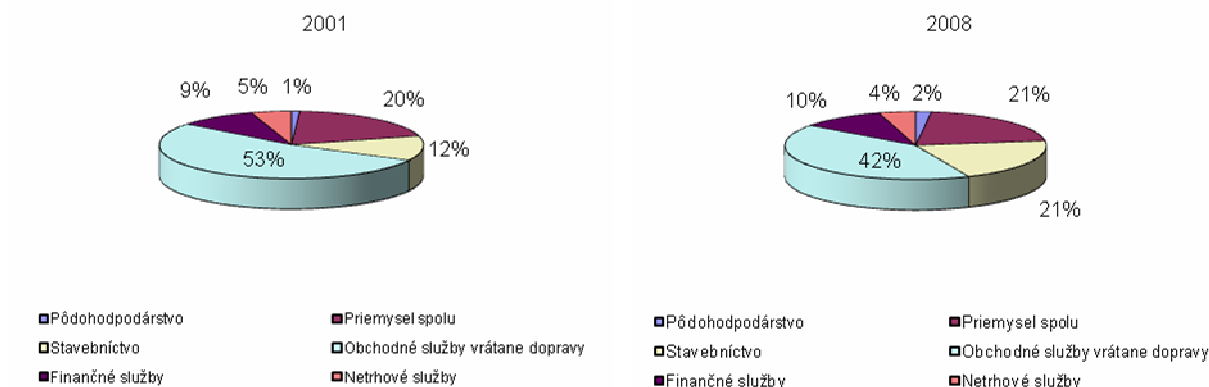 2001
9%
5%
1%
20%
12%
53%
Pôdohodpodárstvo
Priemysel spolu
Stavebníctvo
Obchodné služby vrátane dopravy
Finančné služby
Netrhové služby
2008
10%
4%
2%
21%
42%
21%
Pôdohodpodárstvo
Priemysel spolu
Stavebníctvo
Obchodné služby vrátane dopravy
Finančné služby
Netrhové služby